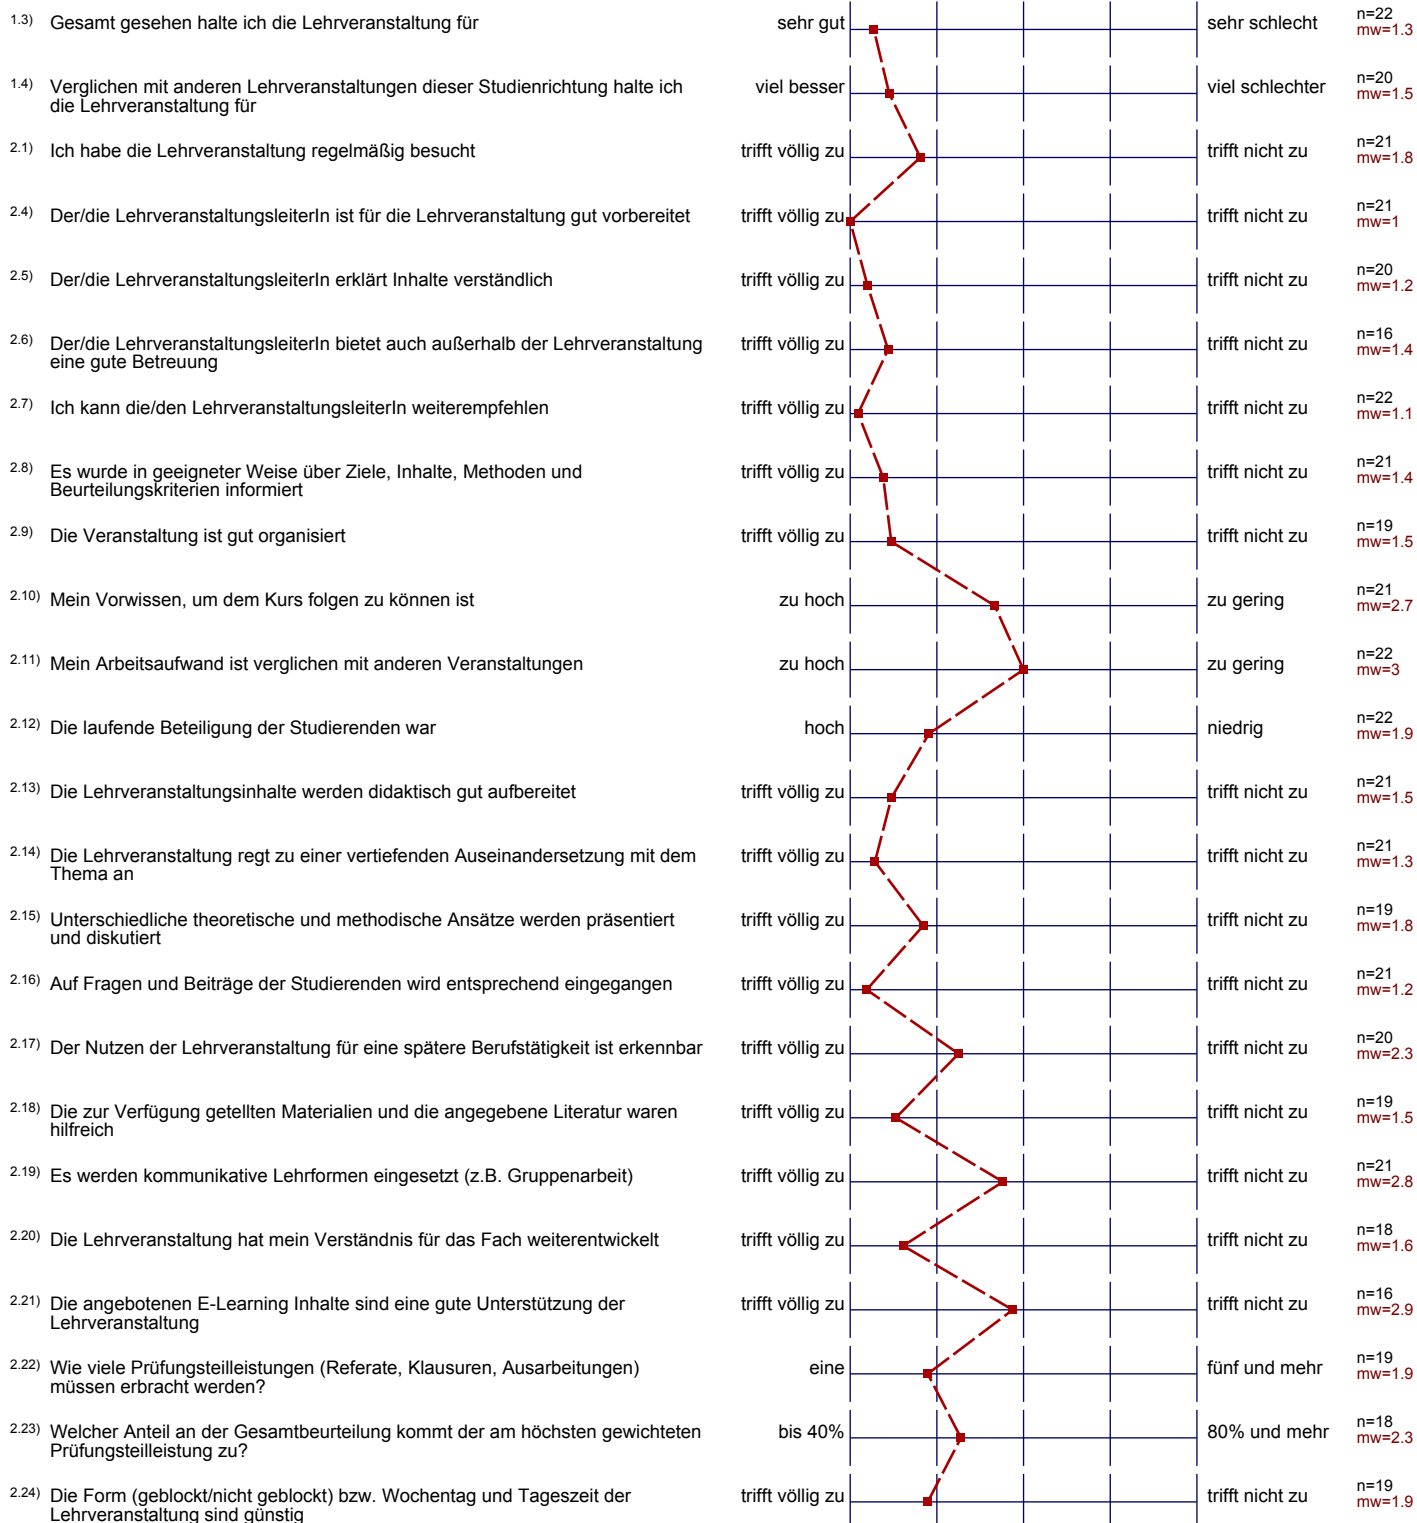 1.3) Gesamt gesehen halte ich die Lehrveranstaltung für sehr gut sehr schlecht n=22
mw=1.3
1.4) Verglichen mit anderen Lehrveranstaltungen dieser Studienrichtung halte ich viel besser viel schlechter n=20
die Lehrveranstaltung für mw=1.5
2.1) Ich habe die Lehrveranstaltung regelmäßig besucht trifft völlig zu trifft nicht zu n=21
mw=1.8
2.4) Der/die LehrveranstaltungsleiterIn ist für die Lehrveranstaltung gut vorbereitet trifft völlig zu trifft nicht zu n=21
mw=1
2.5) Der/die LehrveranstaltungsleiterIn erklärt Inhalte verständlich trifft völlig zu trifft nicht zu n=20
mw=1.2
2.6) Der/die LehrveranstaltungsleiterIn bietet auch außerhalb der Lehrveranstaltung trifft völlig zu trifft nicht zu n=16
eine gute Betreuung mw=1.4
2.7) Ich kann die/den LehrveranstaltungsleiterIn weiterempfehlen trifft völlig zu trifft nicht zu n=22
mw=1.1
2.8) Es wurde in geeigneter Weise über Ziele, Inhalte, Methoden und trifft völlig zu trifft nicht zu n=21
Beurteilungskriterien informiert mw=1.4
2.9) Die Veranstaltung ist gut organisiert trifft völlig zu trifft nicht zu n=19
mw=1.5
2.10) Mein Vorwissen, um dem Kurs folgen zu können ist zu hoch zu gering n=21
mw=2.7
2.11) Mein Arbeitsaufwand ist verglichen mit anderen Veranstaltungen zu hoch zu gering n=22
mw=3
2.12) Die laufende Beteiligung der Studierenden war hoch niedrig n=22
mw=1.9
2.13) Die Lehrveranstaltungsinhalte werden didaktisch gut aufbereitet trifft völlig zu trifft nicht zu n=21
mw=1.5
2.14) Die Lehrveranstaltung regt zu einer vertiefenden Auseinandersetzung mit dem trifft völlig zu trifft nicht zu n=21
Thema an mw=1.3
2.15) Unterschiedliche theoretische und methodische Ansätze werden präsentiert trifft völlig zu trifft nicht zu n=19
und diskutiert mw=1.8
2.16) Auf Fragen und Beiträge der Studierenden wird entsprechend eingegangen trifft völlig zu trifft nicht zu n=21
mw=1.2
2.17) Der Nutzen der Lehrveranstaltung für eine spätere Berufstätigkeit ist erkennbar trifft völlig zu trifft nicht zu n=20
mw=2.3
2.18) Die zur Verfügung getellten Materialien und die angegebene Literatur waren trifft völlig zu trifft nicht zu n=19
hilfreich mw=1.5
2.19) Es werden kommunikative Lehrformen eingesetzt (z.B. Gruppenarbeit) trifft völlig zu trifft nicht zu n=21
mw=2.8
2.20) Die Lehrveranstaltung hat mein Verständnis für das Fach weiterentwickelt trifft völlig zu trifft nicht zu n=18
mw=1.6
2.21) Die angebotenen E-Learning Inhalte sind eine gute Unterstützung der trifft völlig zu trifft nicht zu n=16
Lehrveranstaltung mw=2.9
2.22) Wie viele Prüfungsteilleistungen (Referate, Klausuren, Ausarbeitungen) eine fünf und mehr n=19
müssen erbracht werden? mw=1.9
2.23) Welcher Anteil an der Gesamtbeurteilung kommt der am höchsten gewichteten bis 40% 80% und mehr n=18
Prüfungsteilleistung zu? mw=2.3
2.24) Die Form (geblockt/nicht geblockt) bzw. Wochentag und Tageszeit der trifft völlig zu trifft nicht zu n=19
Lehrveranstaltung sind günstig mw=1.9